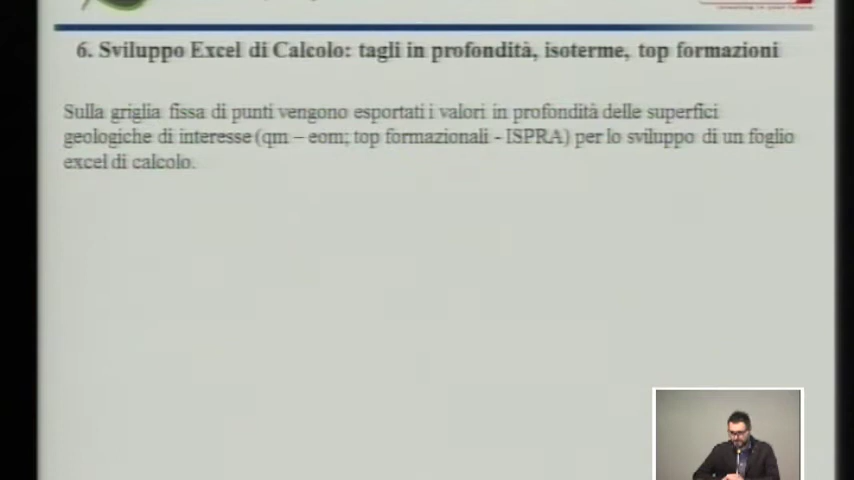 6. Sviluppo Excel di Calcolo: tagli in profondità, isoterme, top formazioni
Sulla griglia fissa di punti vengono esportati i valori in profondità delle superfici
geologiche di interesse (qm – eom; top formazionali - ISPRA) per lo sviluppo di un foglio
excel di calcolo.